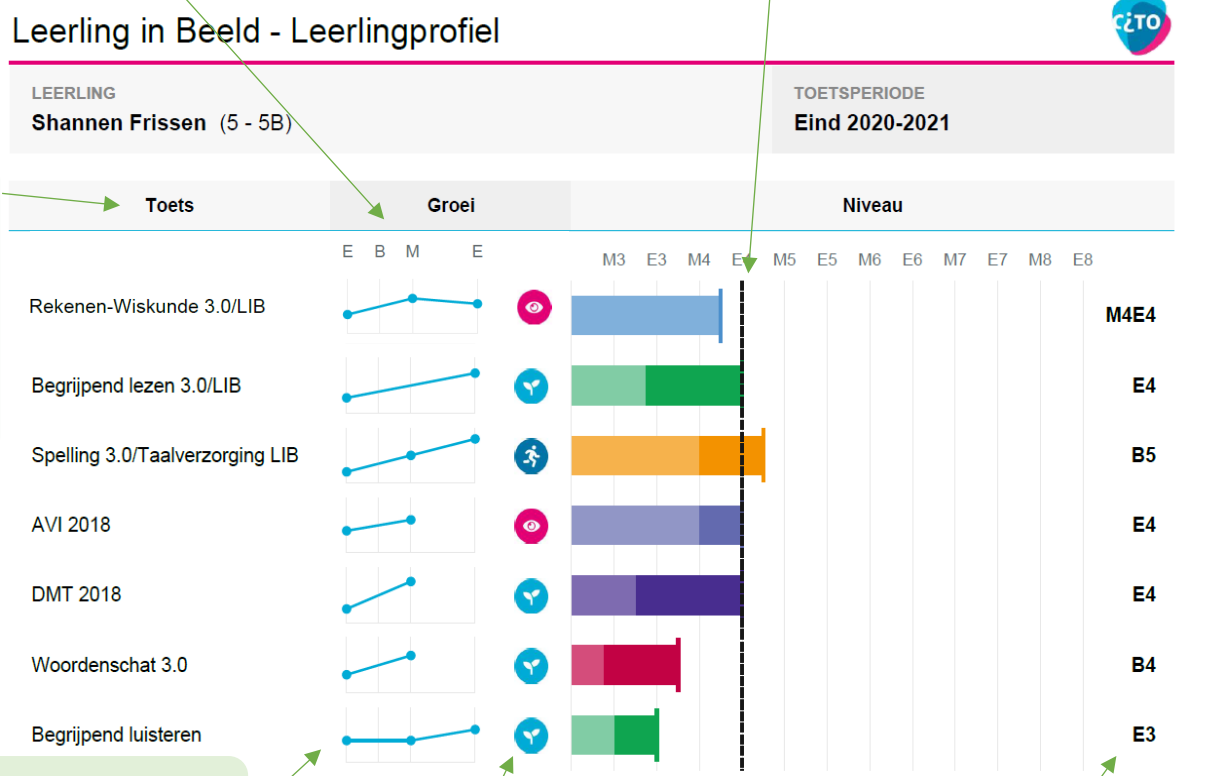 Leerling in Beeld - Leerlingprofiel
CiTO
LEERLING
TOETSPERIODE
Shannen Frissen (5 - 5B)
Eind 2020-2021
Toets Groei Niveau
E B M E
M3 E3 M4 E4 M5 E5 M6 E6 M7 E7 M8 E8
Rekenen-Wiskunde 3.0/LIB M4E4
Begrijpend lezen 3.0/LIB E4
Spelling 3.0/Taalverzorging LIB B5
AVI 2018 E4
DMT 2018 E4
Woordenschat 3.0 B4
Begrijpend luisteren E3